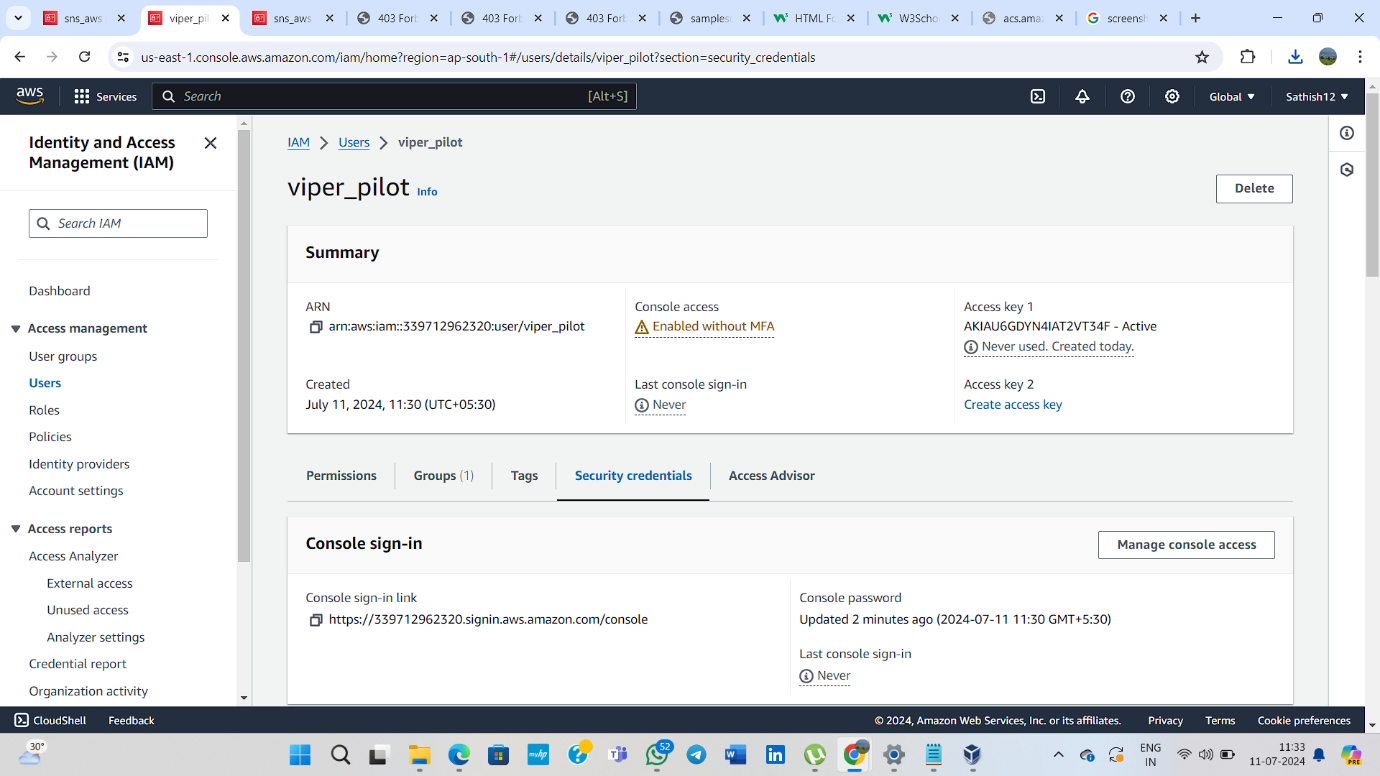 sns_aws
viper_pil
sns_aws
403 Forb
403 Forb
403 Forb
samples
HTML Fo
W3Scho
acs.ama
screensh
us-east-1.console.aws.amazon.com/iam/home?region=ap-south-1#/users/details/viper_pilot?section=security_credentials
aws
Services
Search
[Alt+S]
Global
Sathish12
Identity and Access
Management (IAM)
Search IAM
Dashboard
Access management
User groups
Users
Roles
Policies
Identity providers
Account settings
Access reports
Access Analyzer
External access
Unused access
Analyzer settings
Credential report
Organization activity
IAM > Users > viper_pilot
viper_pilot Info
Delete
Summary
ARN
arn:aws:iam::339712962320:user/viper_pilot
Created
July 11, 2024, 11:30 (UTC+05:30)
Console access
Enabled without MFA
Last console sign-in
Never
Access key 1
AKIAU6GDYN4IAT2VT34F - Active
Never used. Created today.
Access key 2
Create access key
Permissions
Groups (1)
Tags
Security credentials
Access Advisor
Console sign-in
Manage console access
Console sign-in link
https://339712962320.signin.aws.amazon.com/console
Console password
Updated 2 minutes ago (2024-07-11 11:30 GMT+5:30)
Last console sign-in
Never
CloudShell
Feedback
© 2024, Amazon Web Services, Inc. or its affiliates.
Privacy
Terms
Cookie preferences
30°
myhp
52
ENG
IN
11:33
11-07-2024
PRE